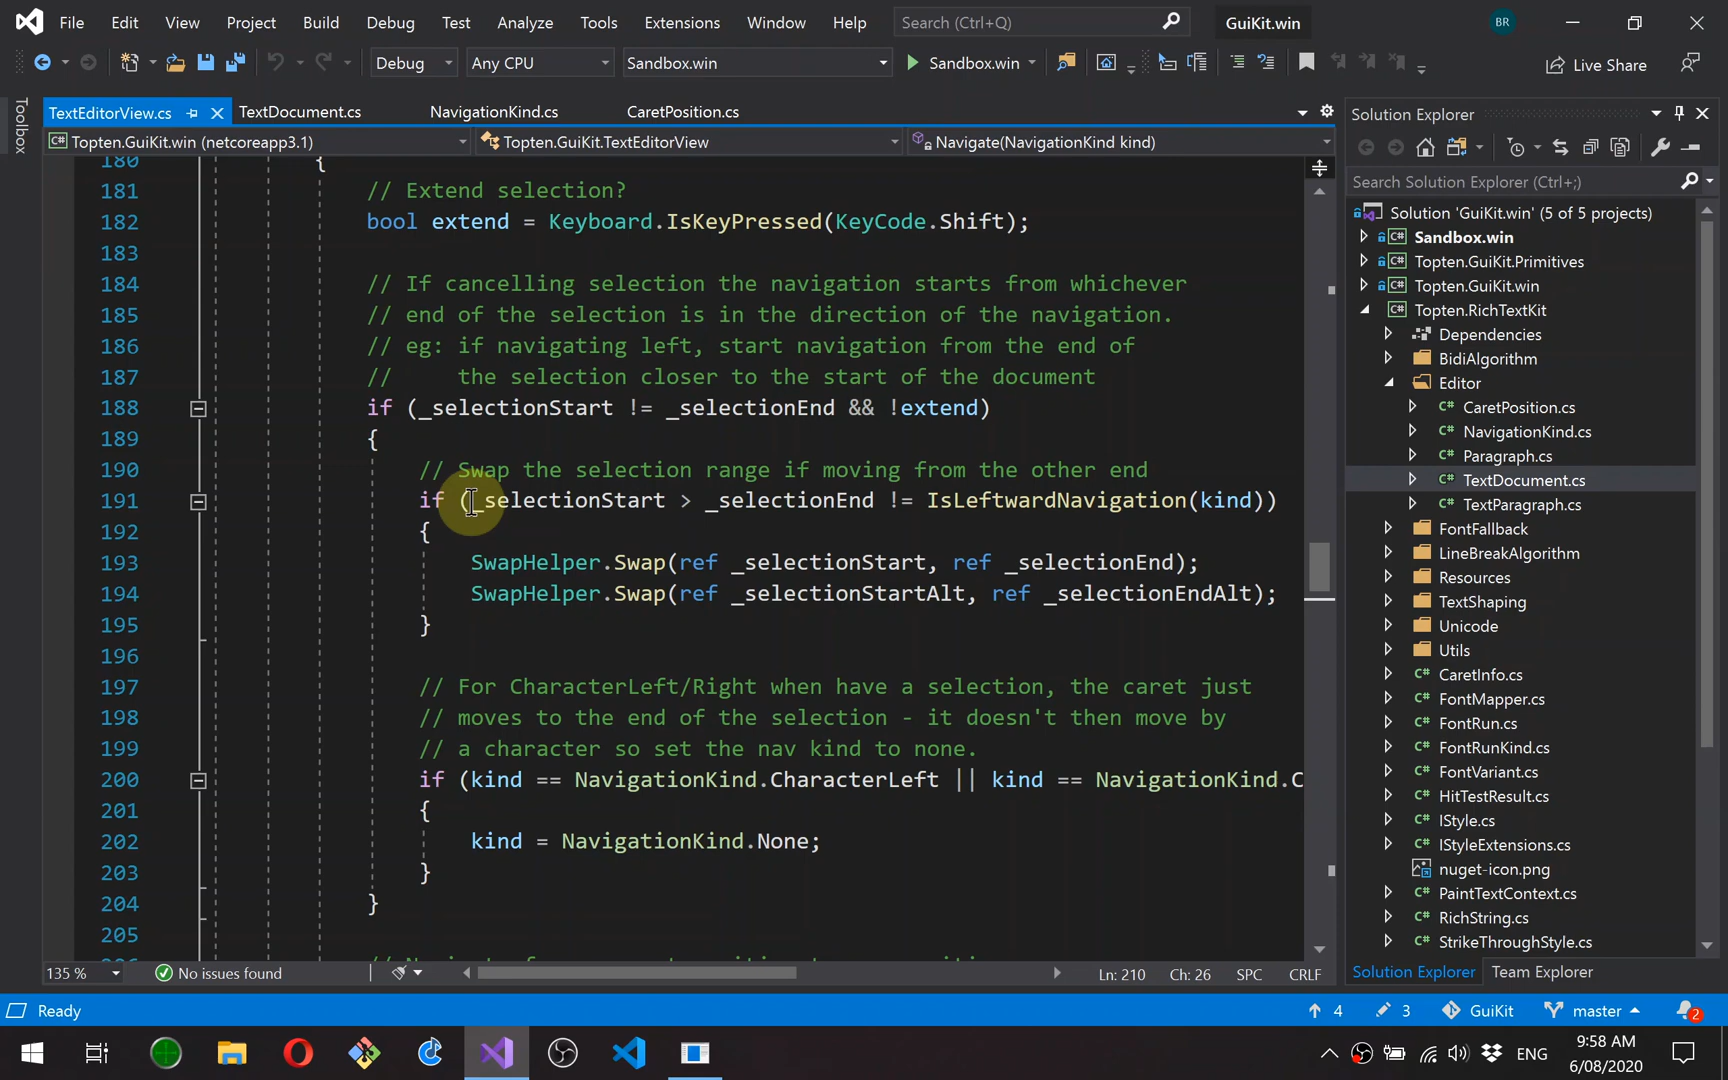 File Edit View Project Build Debug Test Analyze Tools Extensions Window Help Search (Ctrl+Q) GuiKit.win BR
Debug Any CPU Sandbox.win Sandbox.win Live Share
Toolbox
TextEditorView.cs TextDocument.cs NavigationKind.cs CaretPosition.cs
Topten.GuiKit.win (netcoreapp3.1) Topten.GuiKit.TextEditorView Navigate(NavigationKind kind)
180 {
181 // Extend selection?
182 bool extend = Keyboard.IsKeyPressed(KeyCode.Shift);
183
184 // If cancelling selection the navigation starts from whichever
185 // end of the selection is in the direction of the navigation.
186 // eg: if navigating left, start navigation from the end of
187 //     the selection closer to the start of the document
188 if (_selectionStart != _selectionEnd && !extend)
189 {
190 // Swap the selection range if moving from the other end
191 if (_selectionStart > _selectionEnd != IsLeftwardNavigation(kind))
192 {
193 SwapHelper.Swap(ref _selectionStart, ref _selectionEnd);
194 SwapHelper.Swap(ref _selectionStartAlt, ref _selectionEndAlt);
195 }
196
197 // For CharacterLeft/Right when have a selection, the caret just
198 // moves to the end of the selection - it doesn't then move by
199 // a character so set the nav kind to none.
200 if (kind == NavigationKind.CharacterLeft || kind == NavigationKind.C
201 {
202 kind = NavigationKind.None;
203 }
204 }
205
135 % No issues found Ln: 210 Ch: 26 SPC CRLF
Solution Explorer
Search Solution Explorer (Ctrl+;)
Solution 'GuiKit.win' (5 of 5 projects)
Sandbox.win
Topten.GuiKit.Primitives
Topten.GuiKit.win
Topten.RichTextKit
Dependencies
BidiAlgorithm
Editor
CaretPosition.cs
NavigationKind.cs
Paragraph.cs
TextDocument.cs
TextParagraph.cs
FontFallback
LineBreakAlgorithm
Resources
TextShaping
Unicode
Utils
CaretInfo.cs
FontMapper.cs
FontRun.cs
FontRunKind.cs
FontVariant.cs
HitTestResult.cs
IStyle.cs
IStyleExtensions.cs
nuget-icon.png
PaintTextContext.cs
RichString.cs
StrikeThroughStyle.cs
Solution Explorer Team Explorer
Ready 4 3 GuiKit master 2
ENG 9:58 AM
6/08/2020